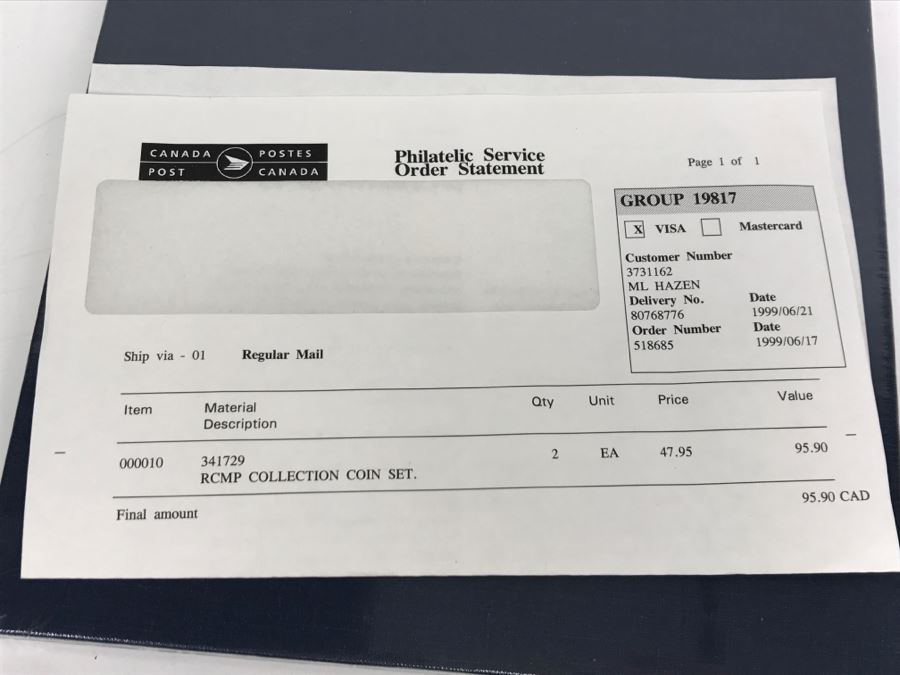 CANADA POSTES
POST CANADA
Philatelic Service
Order Statement
Page 1 of 1
GROUP 19817
X VISA Mastercard
Customer Number
3731162
ML HAZEN
Delivery No. Date
80768776 1999/06/21
Order Number Date
518685 1999/06/17
Ship via - 01 Regular Mail
Item Material Qty Unit Price Value
Description
000010 341729 2 EA 47.95 95.90
RCMP COLLECTION COIN SET.
Final amount 95.90 CAD